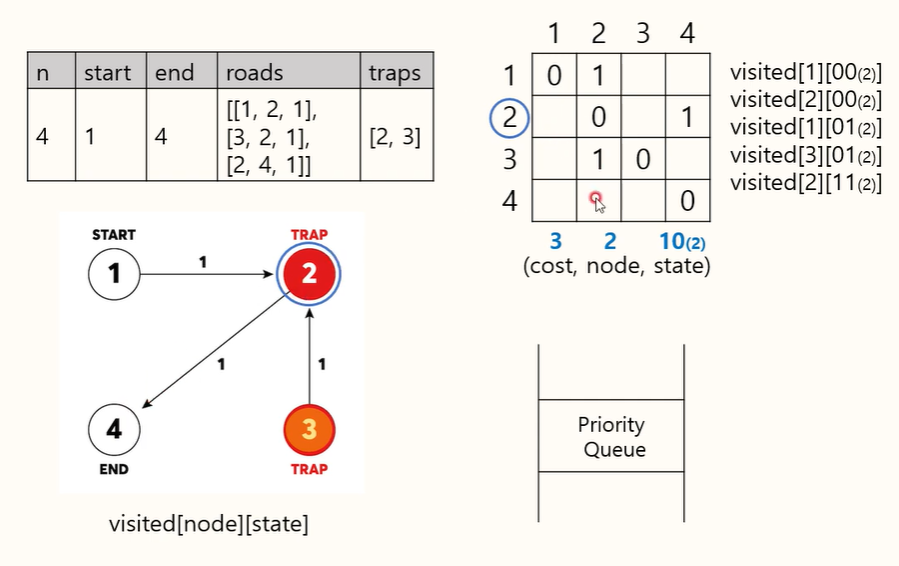 n start end roads traps
4 1 4 [[1, 2, 1], [3, 2, 1], [2, 4, 1]] [2, 3]
START
TRAP
1
1
2
1
1
4
3
END
TRAP
visited[node][state]
1 2 3 4
1 0 1
2 0 1
3 1 0
4 0
3 2 10(2)
(cost, node, state)
visited[1][00(2)]
visited[2][00(2)]
visited[1][01(2)]
visited[3][01(2)]
visited[2][11(2)]
Priority
Queue